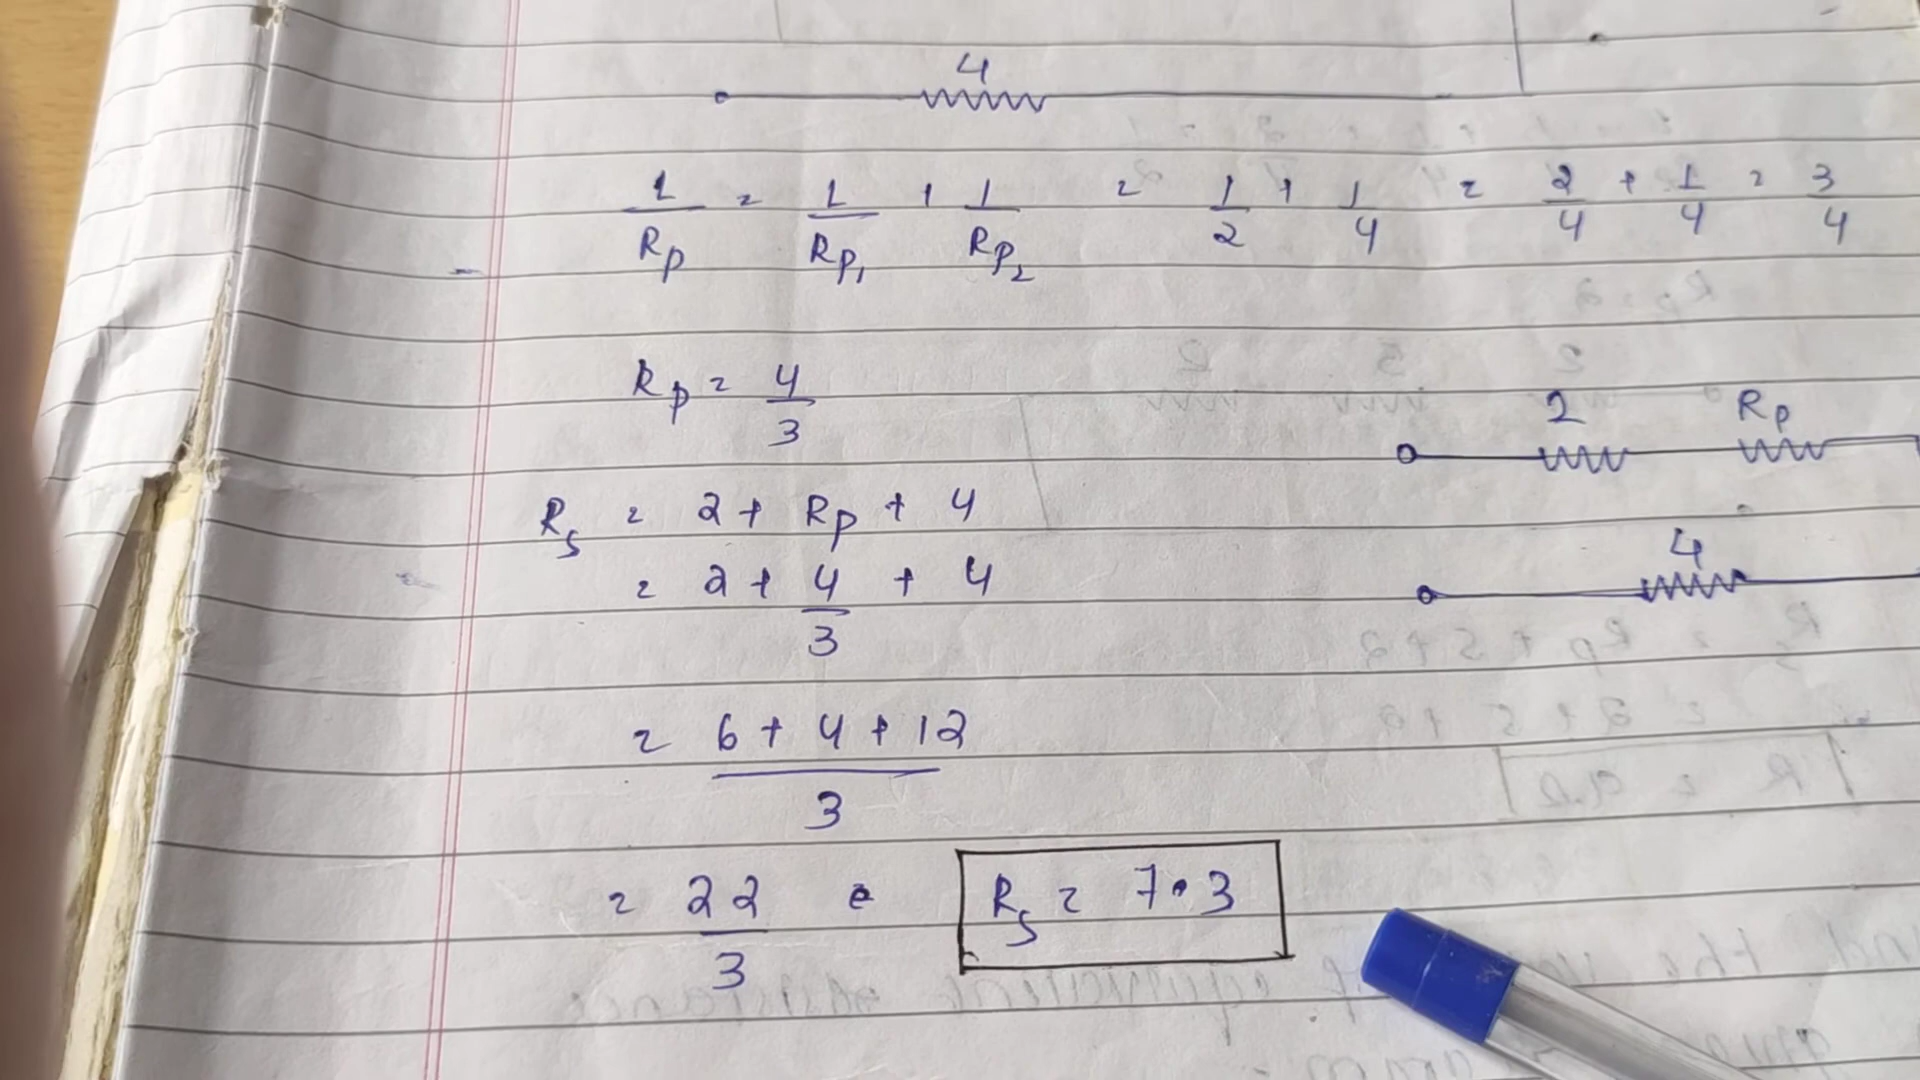 4
1/Rp = 1/Rp1 + 1/Rp2 = 1/2 + 1/4 = 2/4 + 1/4 = 3/4
Rp = 4/3
2 Rp
Rs = 2 + Rp + 4
4
= 2 + 4/3 + 4
= 6 + 4 + 12 / 3
= 22/3
Rs = 7.3